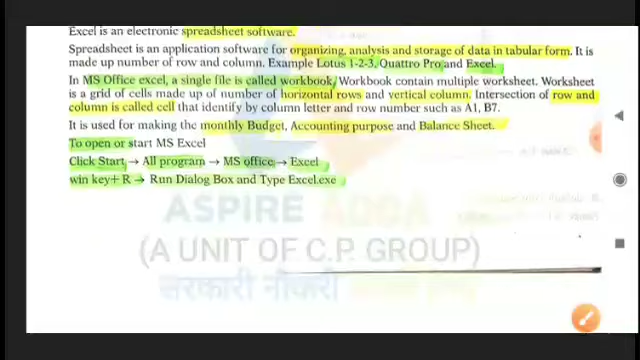 Excel is an electronic spreadsheet software.
Spreadsheet is an application software for organizing, analysis and storage of data in tabular form. It is
made up number of row and column. Example Lotus 1-2-3, Quattro Pro and Excel.
In MS Office excel, a single file is called workbook, Workbook contain multiple worksheet. Worksheet
is a grid of cells made up of number of horizontal rows and vertical column. Intersection of row and
column is called cell that identify by column letter and row number such as A1, B7.
It is used for making the monthly Budget, Accounting purpose and Balance Sheet.
To open or start MS Excel
Click Start → All program → MS office → Excel
win key+ R → Run Dialog Box and Type Excel.exe
ASPIRE ADDA
(A UNIT OF C.P. GROUP)
सरकारी नौकरी